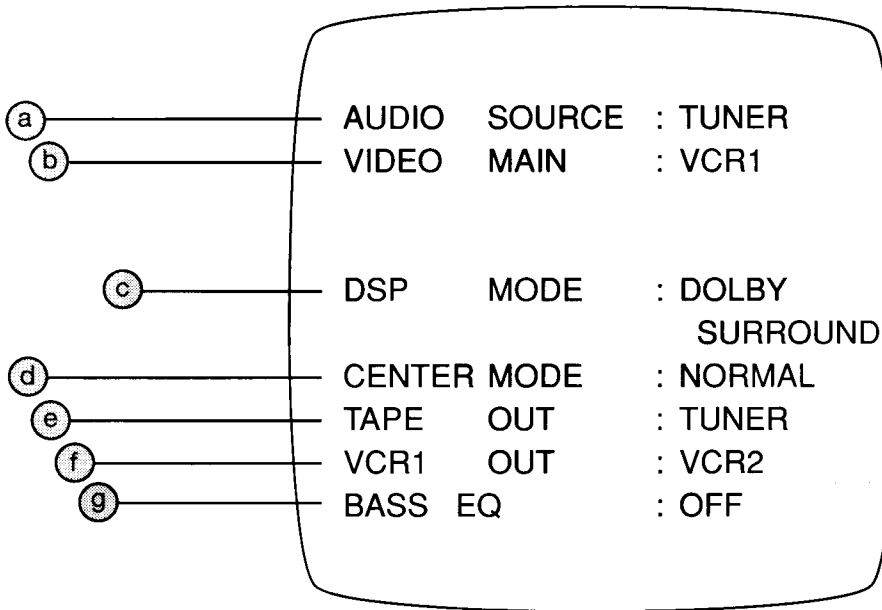 a AUDIO SOURCE : TUNER
b VIDEO MAIN : VCR1
c DSP MODE : DOLBY
SURROUND
d CENTER MODE : NORMAL
e TAPE OUT : TUNER
f VCR1 OUT : VCR2
g BASS EQ : OFF